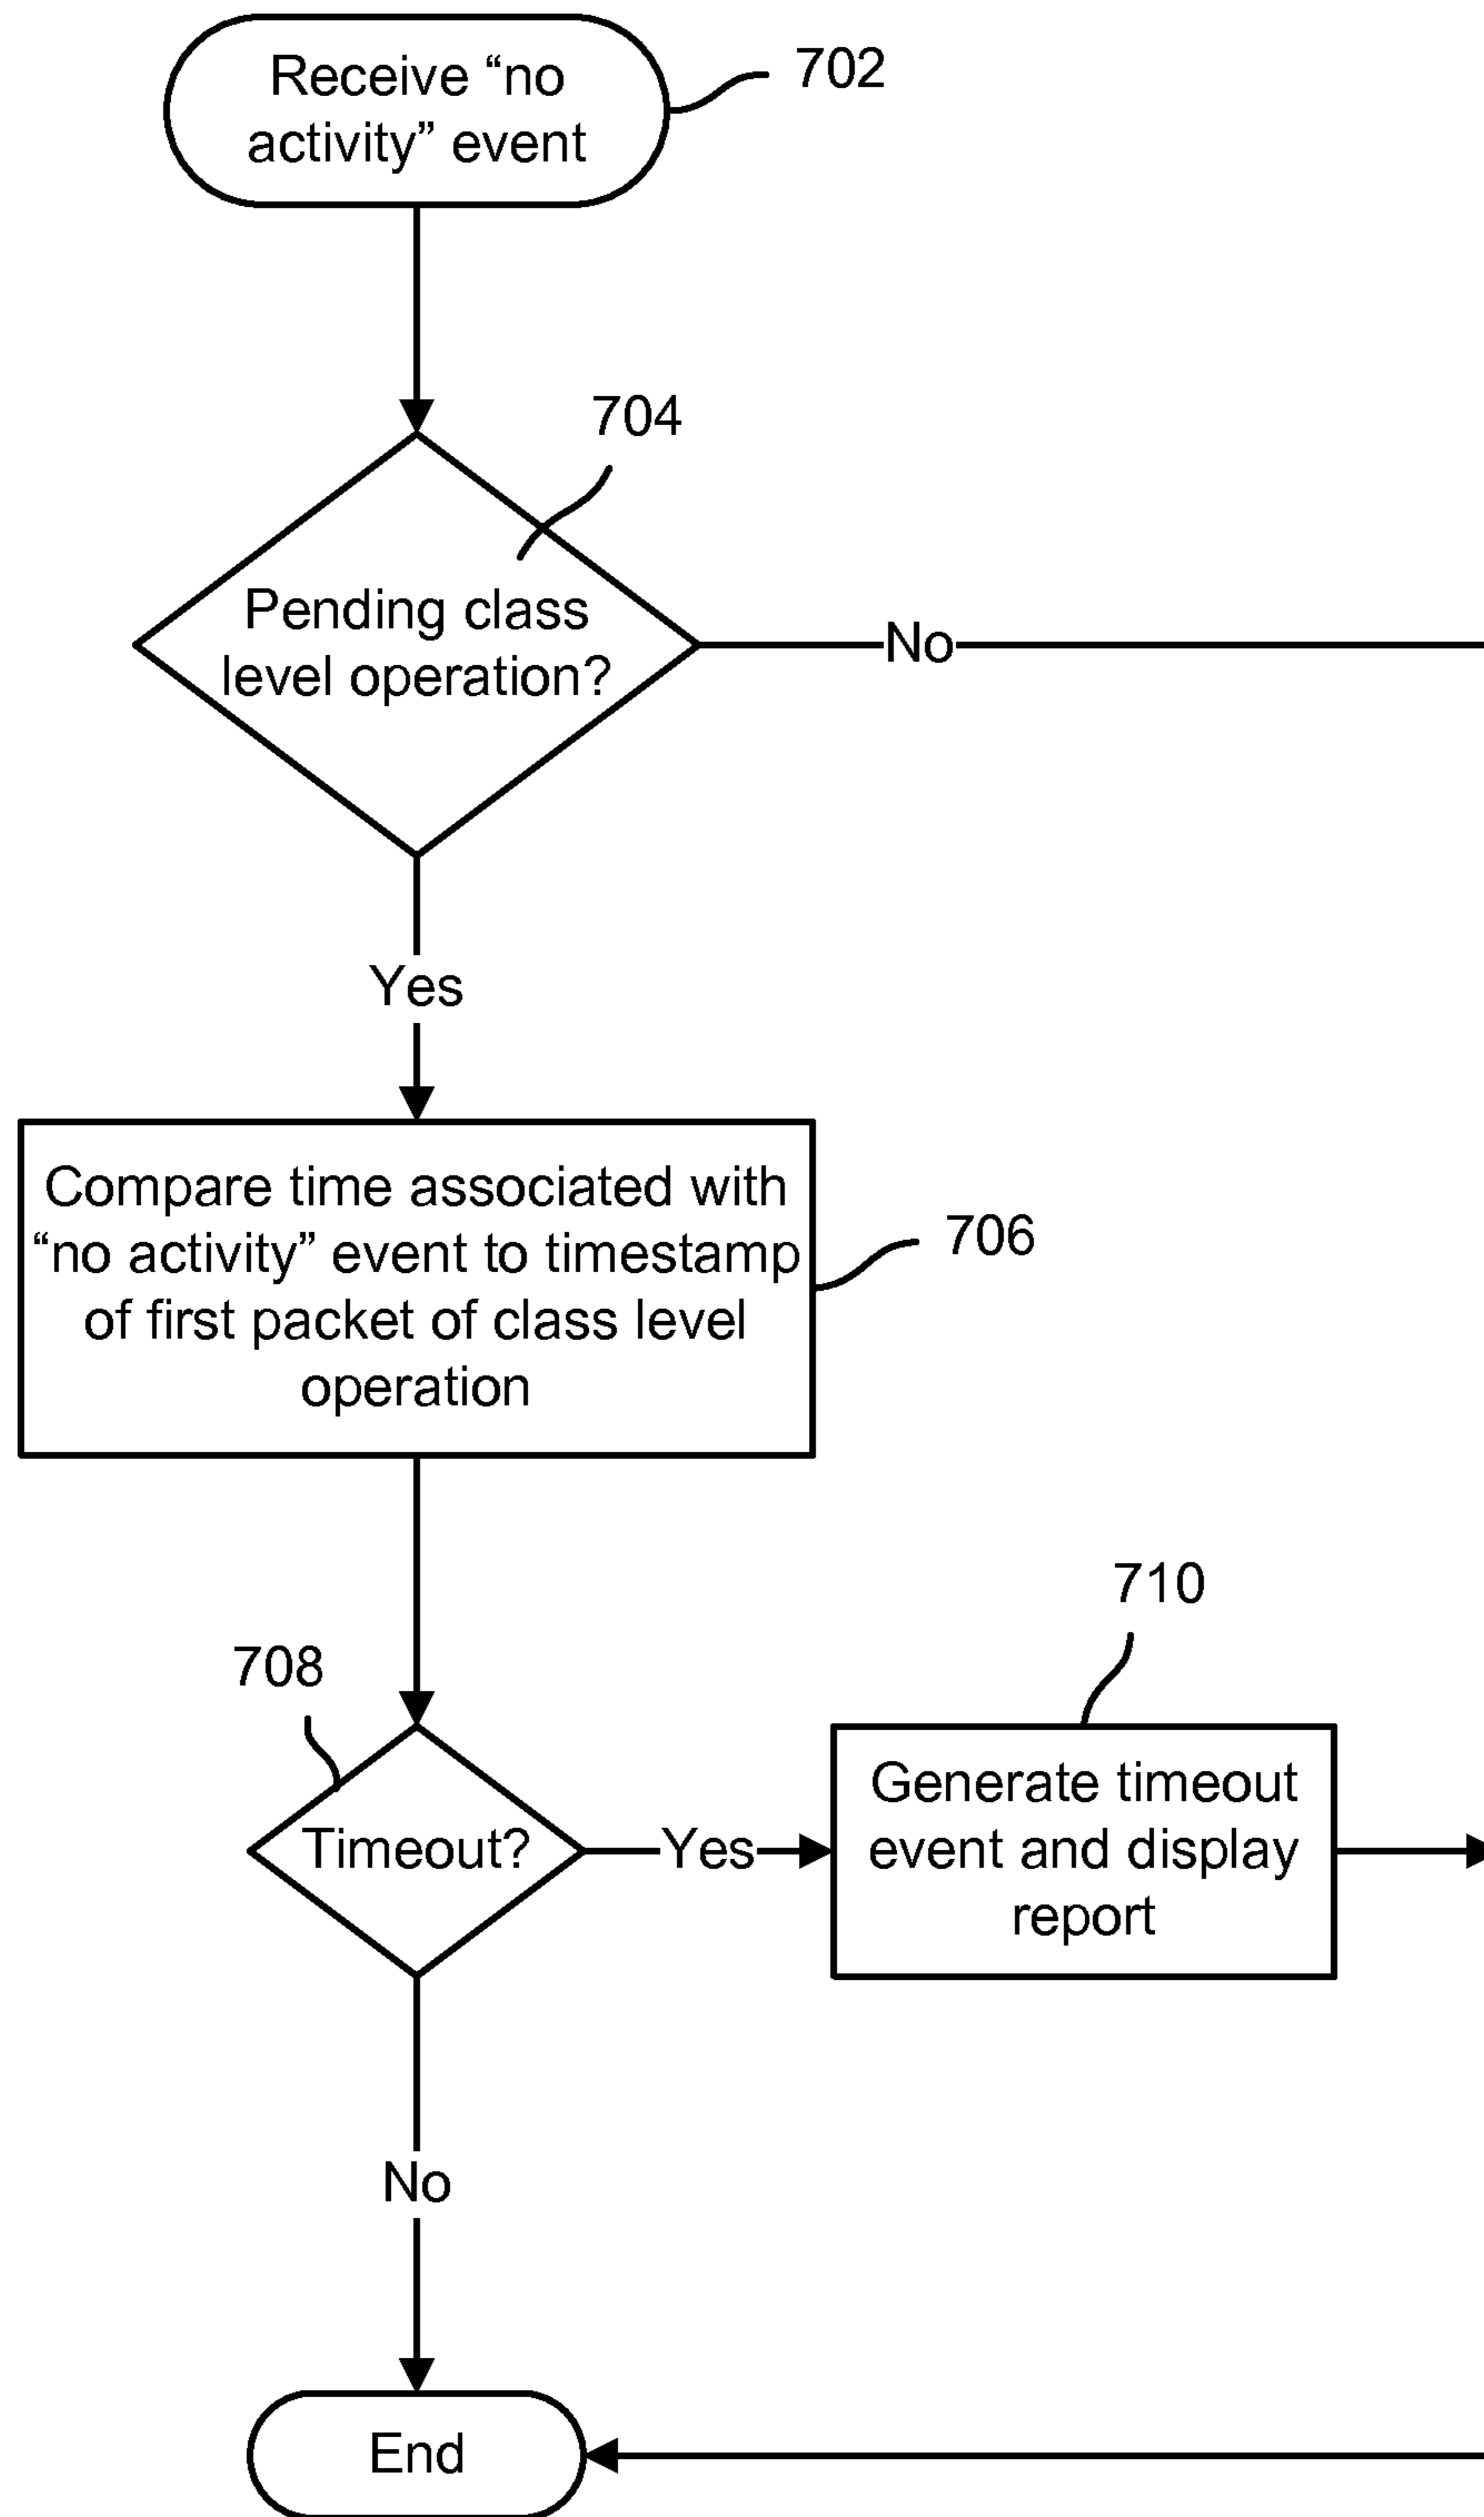 Receive “no
activity” event
702
704
Pending class
level operation?
No
Yes
Compare time associated with
“no activity” event to timestamp
of first packet of class level
operation
706
708
Timeout?
Yes
710
Generate timeout
event and display
report
No
End